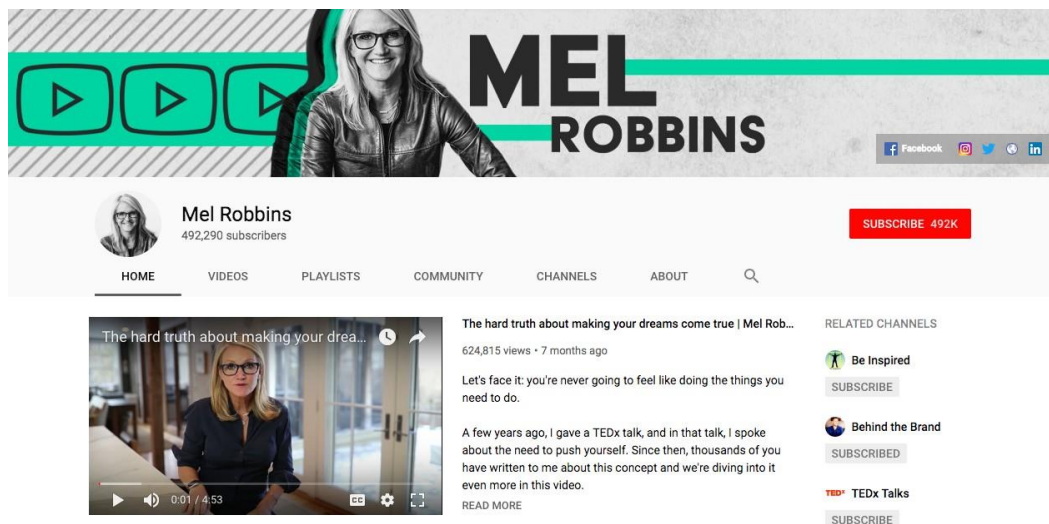 MEL
ROBBINS
Facebook
in
Mel Robbins
492,290 subscribers
SUBSCRIBE 492K
HOME VIDEOS PLAYLISTS COMMUNITY CHANNELS ABOUT
The hard truth about making your drea...
0:01 / 4:53
CC
The hard truth about making your dreams come true | Mel Rob...
624,815 views • 7 months ago
Let's face it: you're never going to feel like doing the things you
need to do.
A few years ago, I gave a TEDx talk, and in that talk, I spoke
about the need to push yourself. Since then, thousands of you
have written to me about this concept and we're diving into it
even more in this video.
READ MORE
RELATED CHANNELS
Be Inspired
SUBSCRIBE
Behind the Brand
SUBSCRIBED
TEDx TEDx Talks
SUBSCRIBE